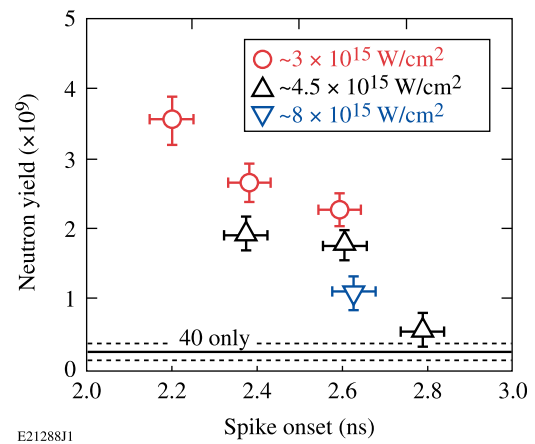 5
4
3
2
1
0
Neutron yield (×10⁹)
~3 × 10¹⁵ W/cm²
~4.5 × 10¹⁵ W/cm²
~8 × 10¹⁵ W/cm²
40 only
2.0 2.2 2.4 2.6 2.8 3.0
Spike onset (ns)
E21288J1